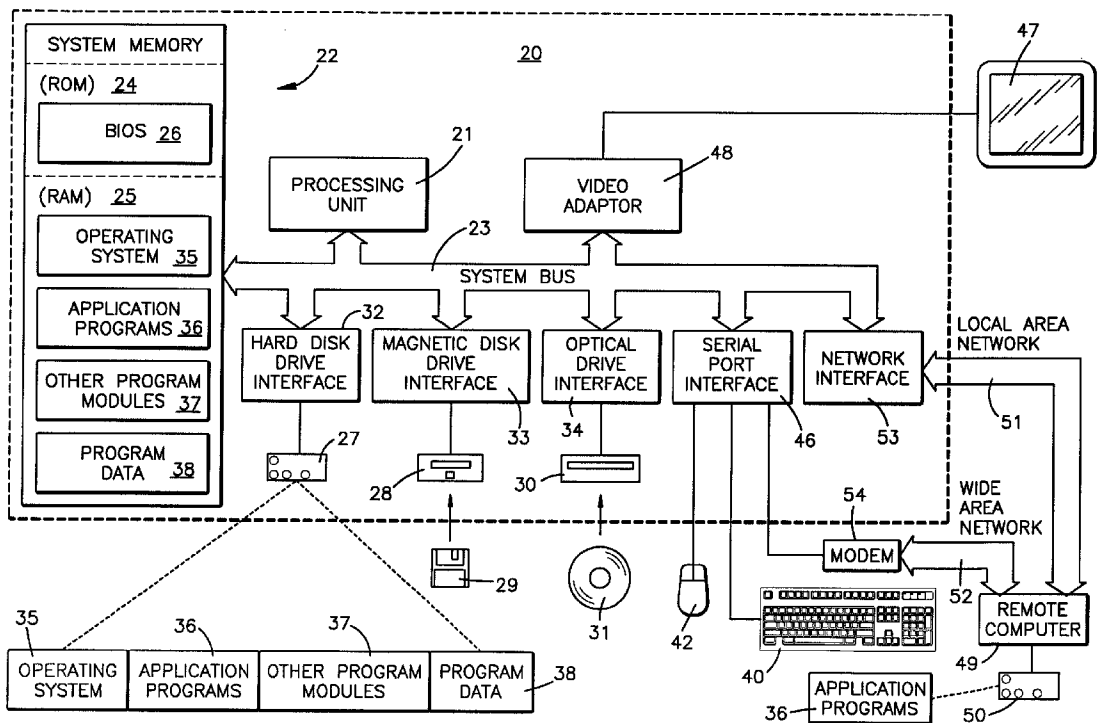 SYSTEM MEMORY
(ROM) 24
BIOS 26
(RAM) 25
OPERATING
SYSTEM 35
APPLICATION
PROGRAMS 36
OTHER PROGRAM
MODULES 37
PROGRAM
DATA 38
22
20
47
21
PROCESSING
UNIT
48
VIDEO
ADAPTOR
23
SYSTEM BUS
32
HARD DISK
DRIVE
INTERFACE
MAGNETIC DISK
DRIVE
INTERFACE
33
OPTICAL
DRIVE
INTERFACE
34
SERIAL
PORT
INTERFACE
46
NETWORK
INTERFACE
53
LOCAL AREA
NETWORK
51
27
28
30
29
31
42
40
54
MODEM
WIDE
AREA
NETWORK
52
REMOTE
COMPUTER
49
50
APPLICATION
PROGRAMS
36
35
OPERATING
SYSTEM
36
APPLICATION
PROGRAMS
37
OTHER PROGRAM
MODULES
PROGRAM
DATA
38